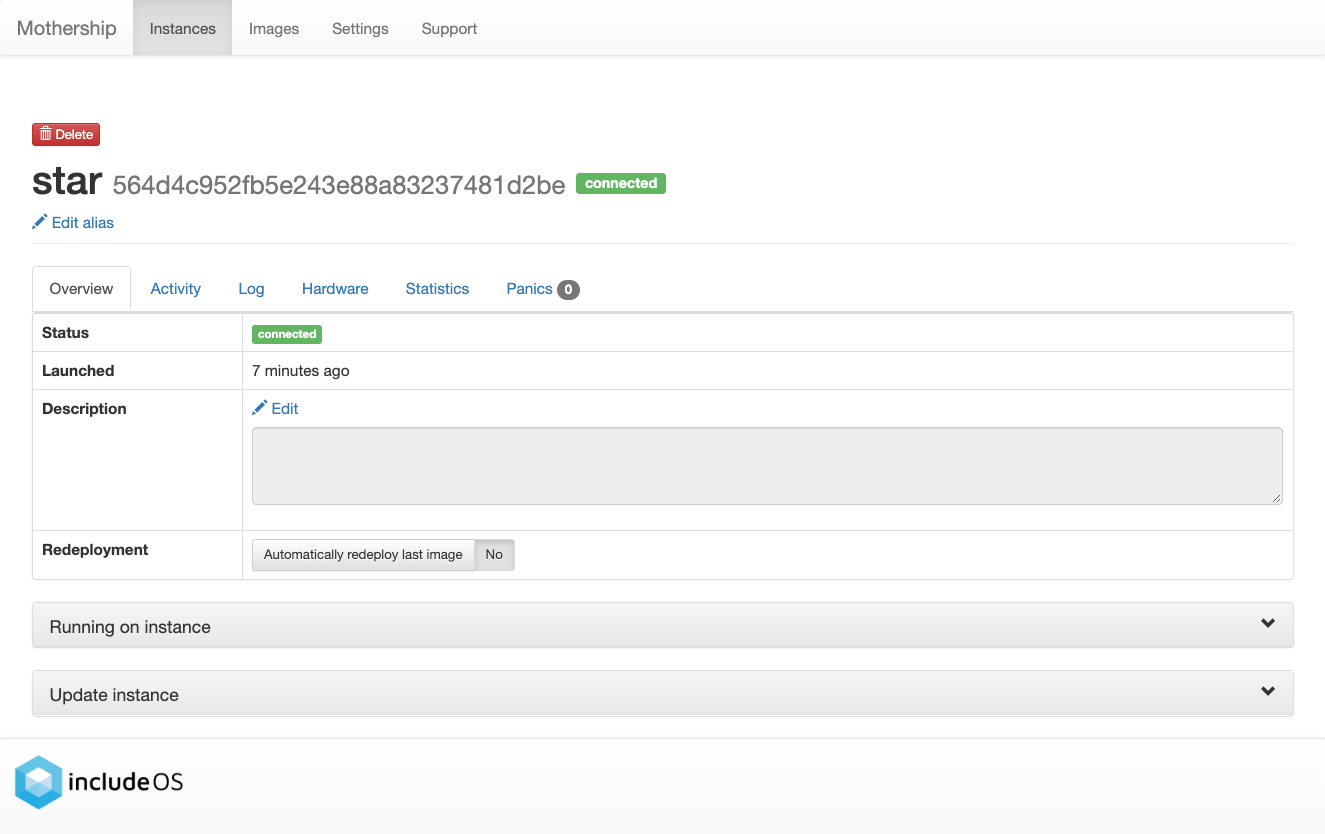 Mothership Instances Images Settings Support
Delete
star 564d4c952fb5e243e88a83237481d2be connected
Edit alias
Overview Activity Log Hardware Statistics Panics 0
Status connected
Launched 7 minutes ago
Description Edit
Redeployment Automatically redeploy last image No
Running on instance
Update instance
includeOS